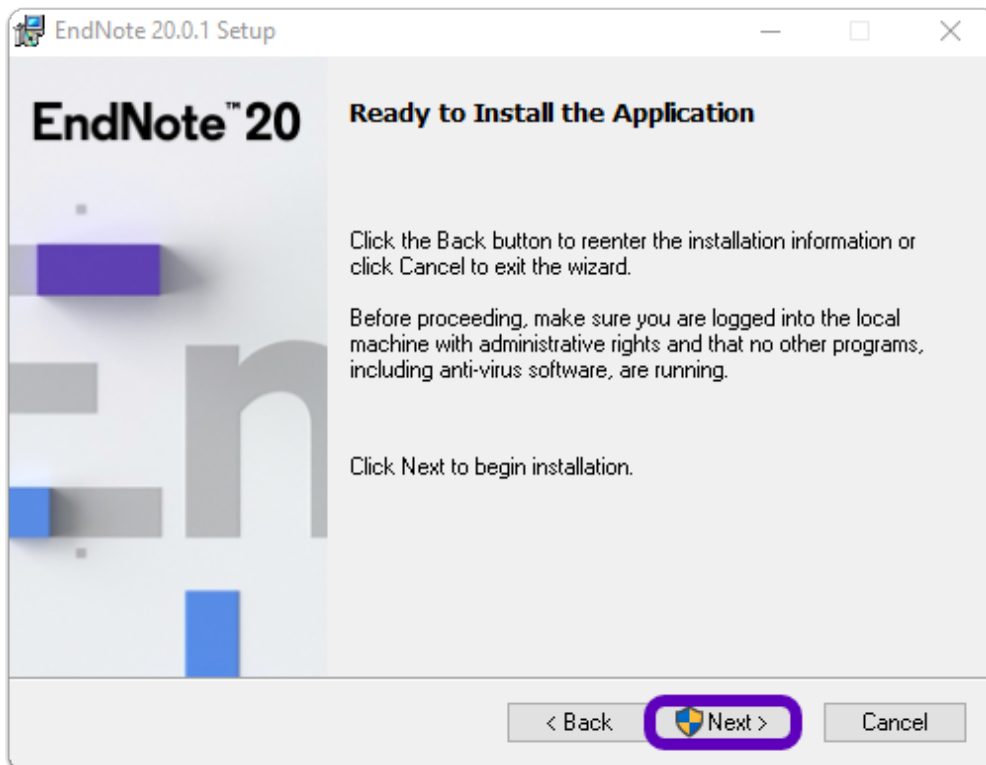 EndNote 20.0.1 Setup
EndNote™20
Ready to Install the Application
Click the Back button to reenter the installation information or
click Cancel to exit the wizard.
Before proceeding, make sure you are logged into the local
machine with administrative rights and that no other programs,
including anti-virus software, are running.
Click Next to begin installation.
En
< Back
Next >
Cancel